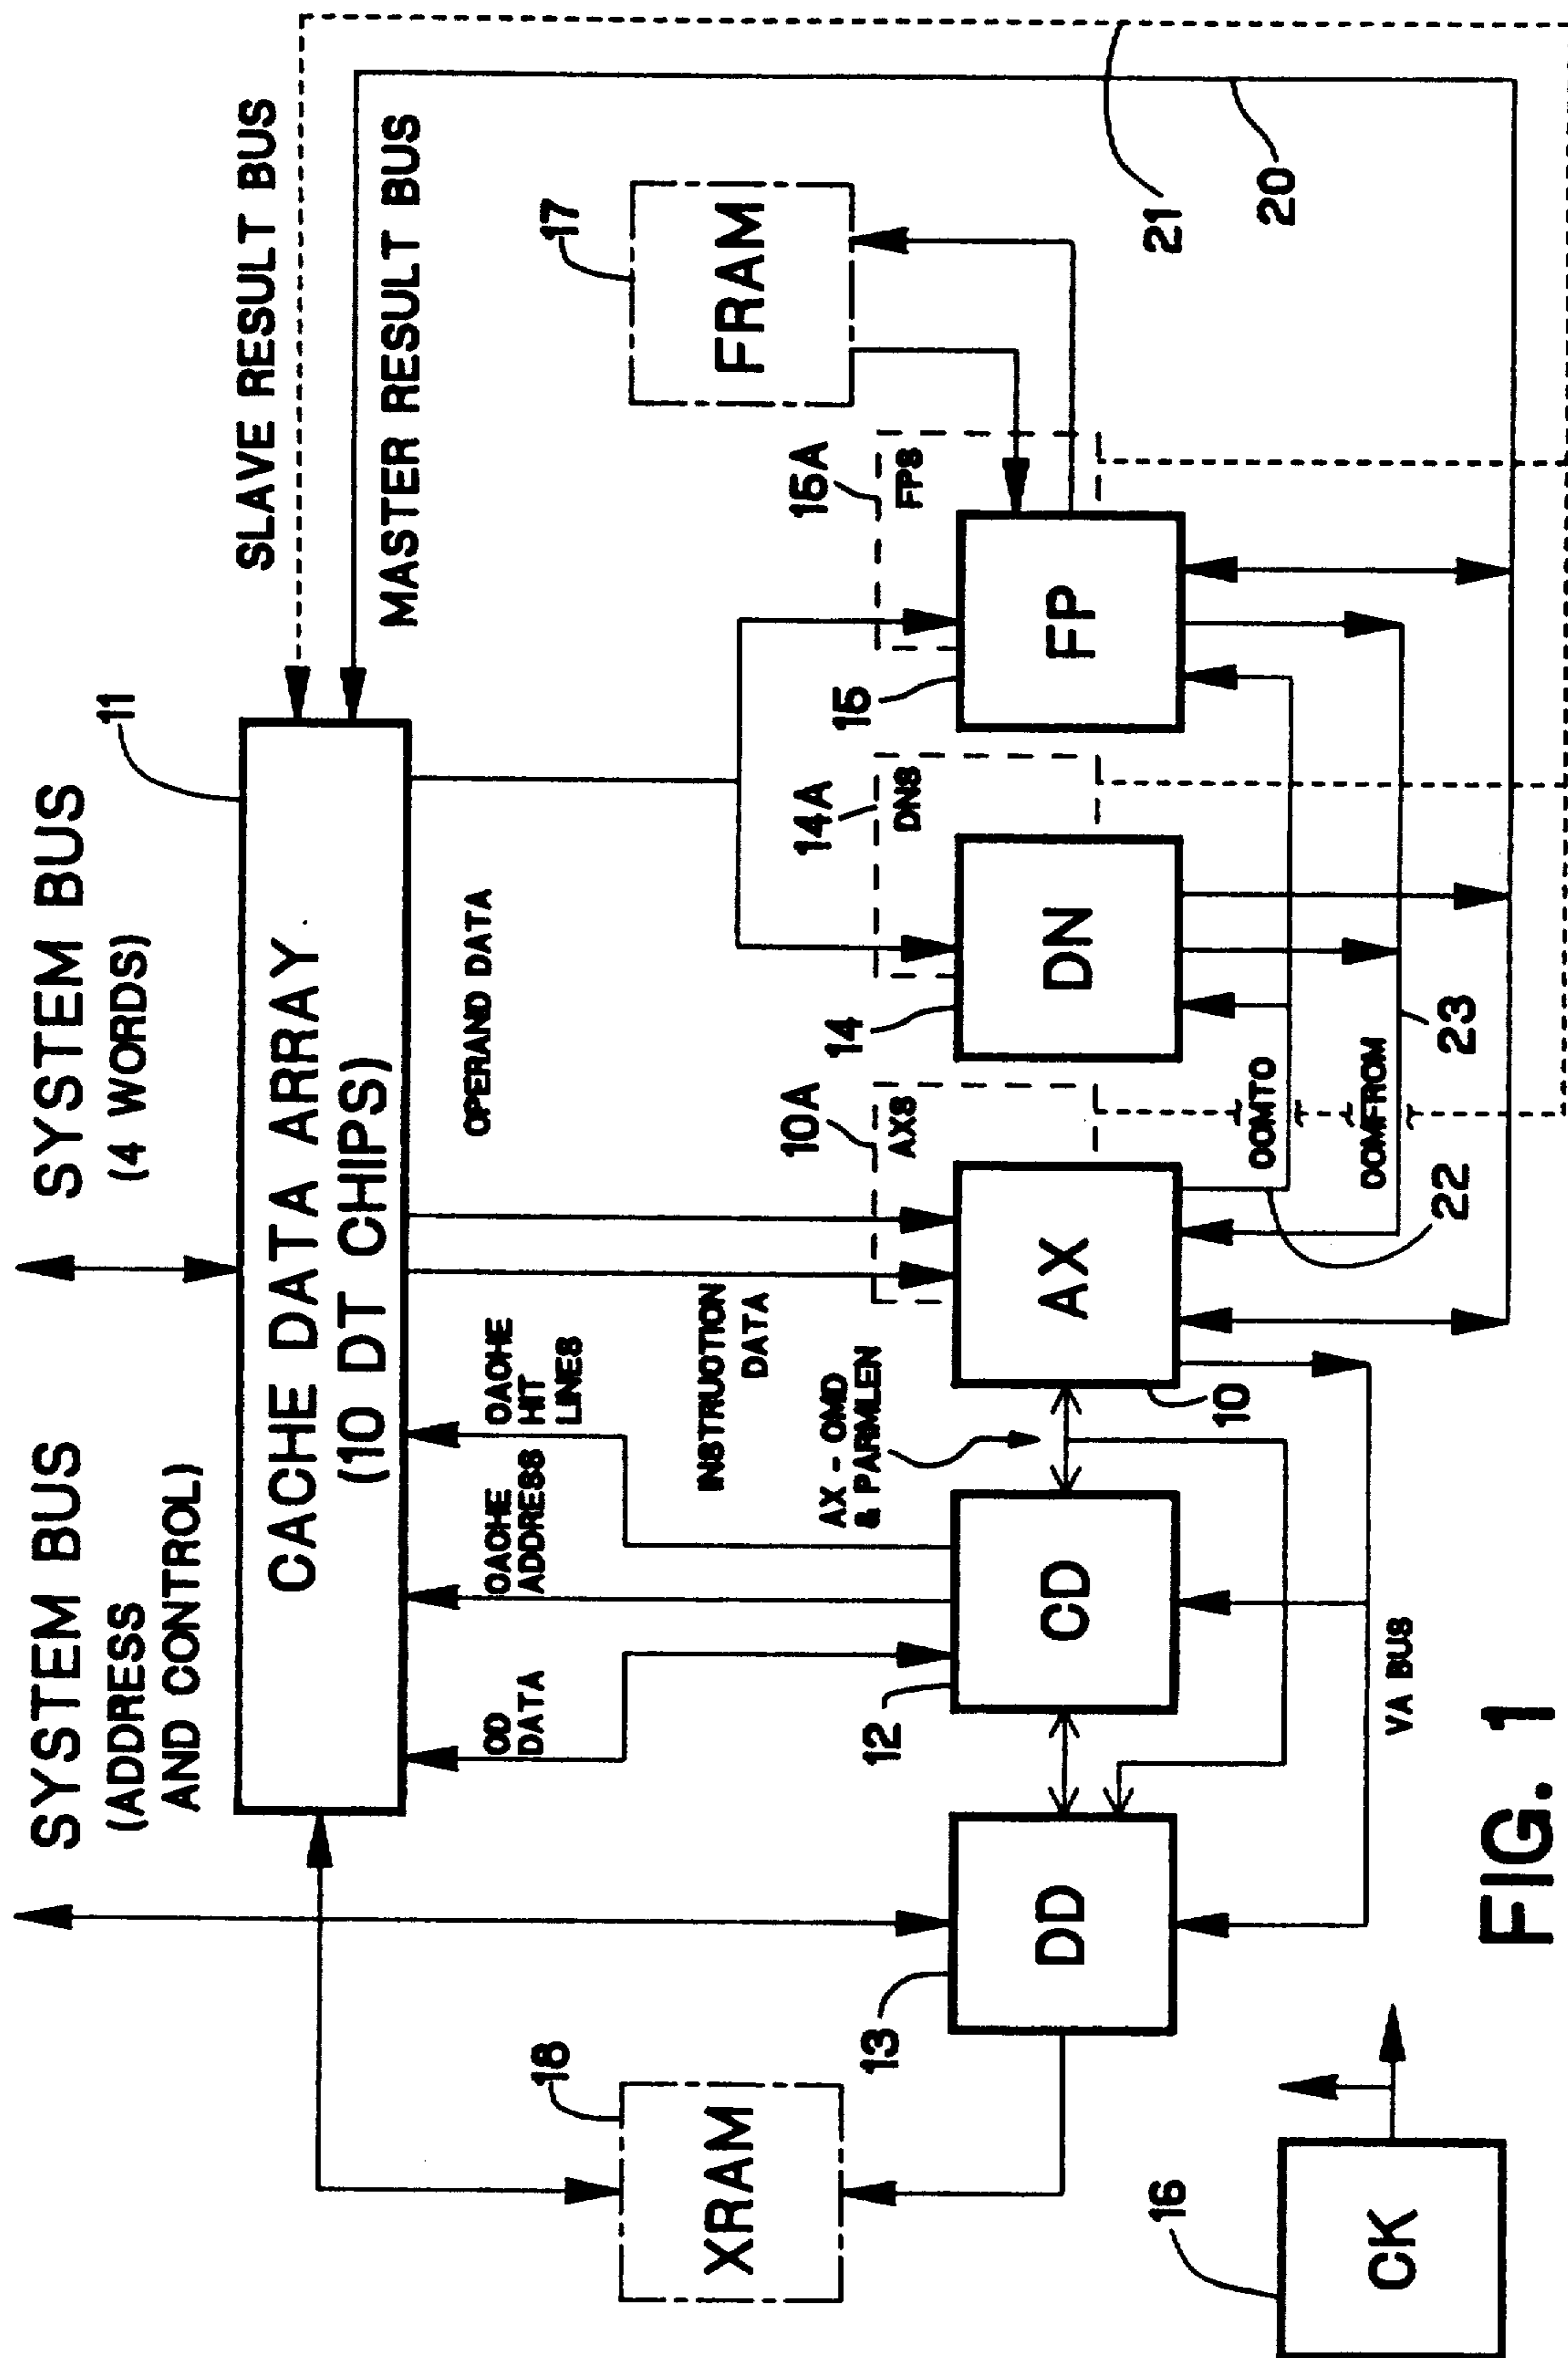 SYSTEM BUS
(ADDRESS
AND CONTROL)
SYSTEM BUS
(4 WORDS)
11
SLAVE RESULT BUS
MASTER RESULT BUS
CACHE DATA ARRAY
(10 DT CHIPS)
18
XRAM
CD
DATA
CACHE
ADDRESS
CACHE
HIT
LINES
OPERAND DATA
17
FRAM
INSTRUCTION
DATA
AX - CMD
& PARMLEN
10A
AXS
14A
DNS
15A
FPS
13
DD
12
CD
AX
10
14
DN
15
FP
21
20
COMTO
COMFROM
22
23
VA BUS
16
CK
FIG. 1